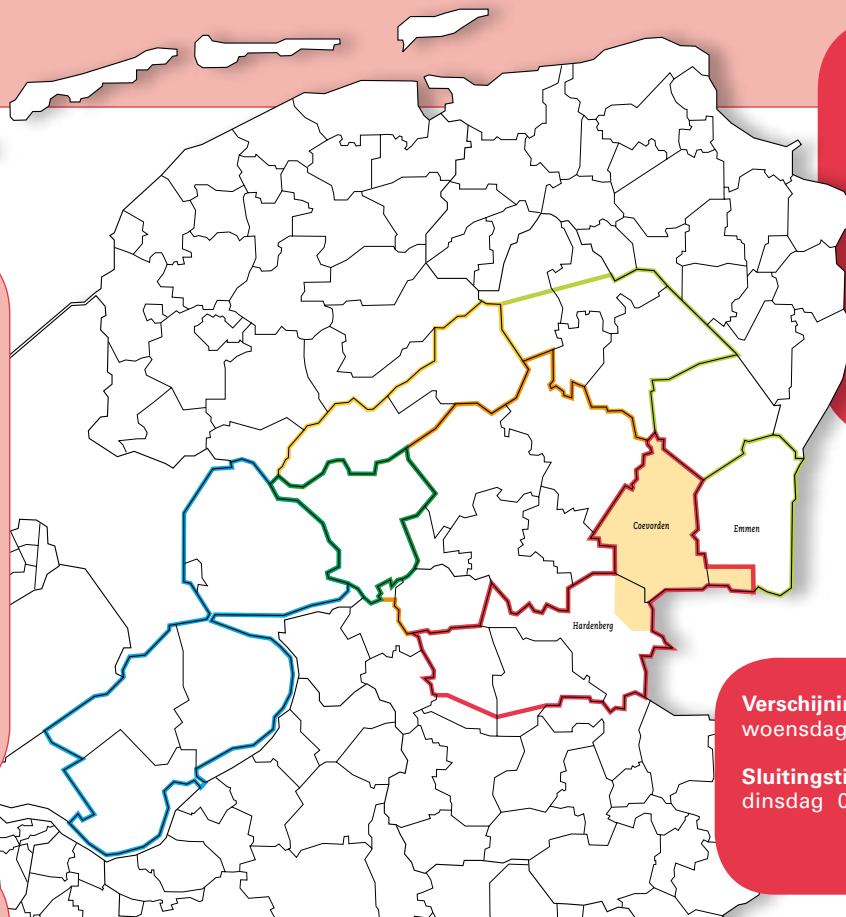 Coevorden
Emmen
Hardenberg
Verschijnin
woensdag
Sluitingsti
dinsdag 0